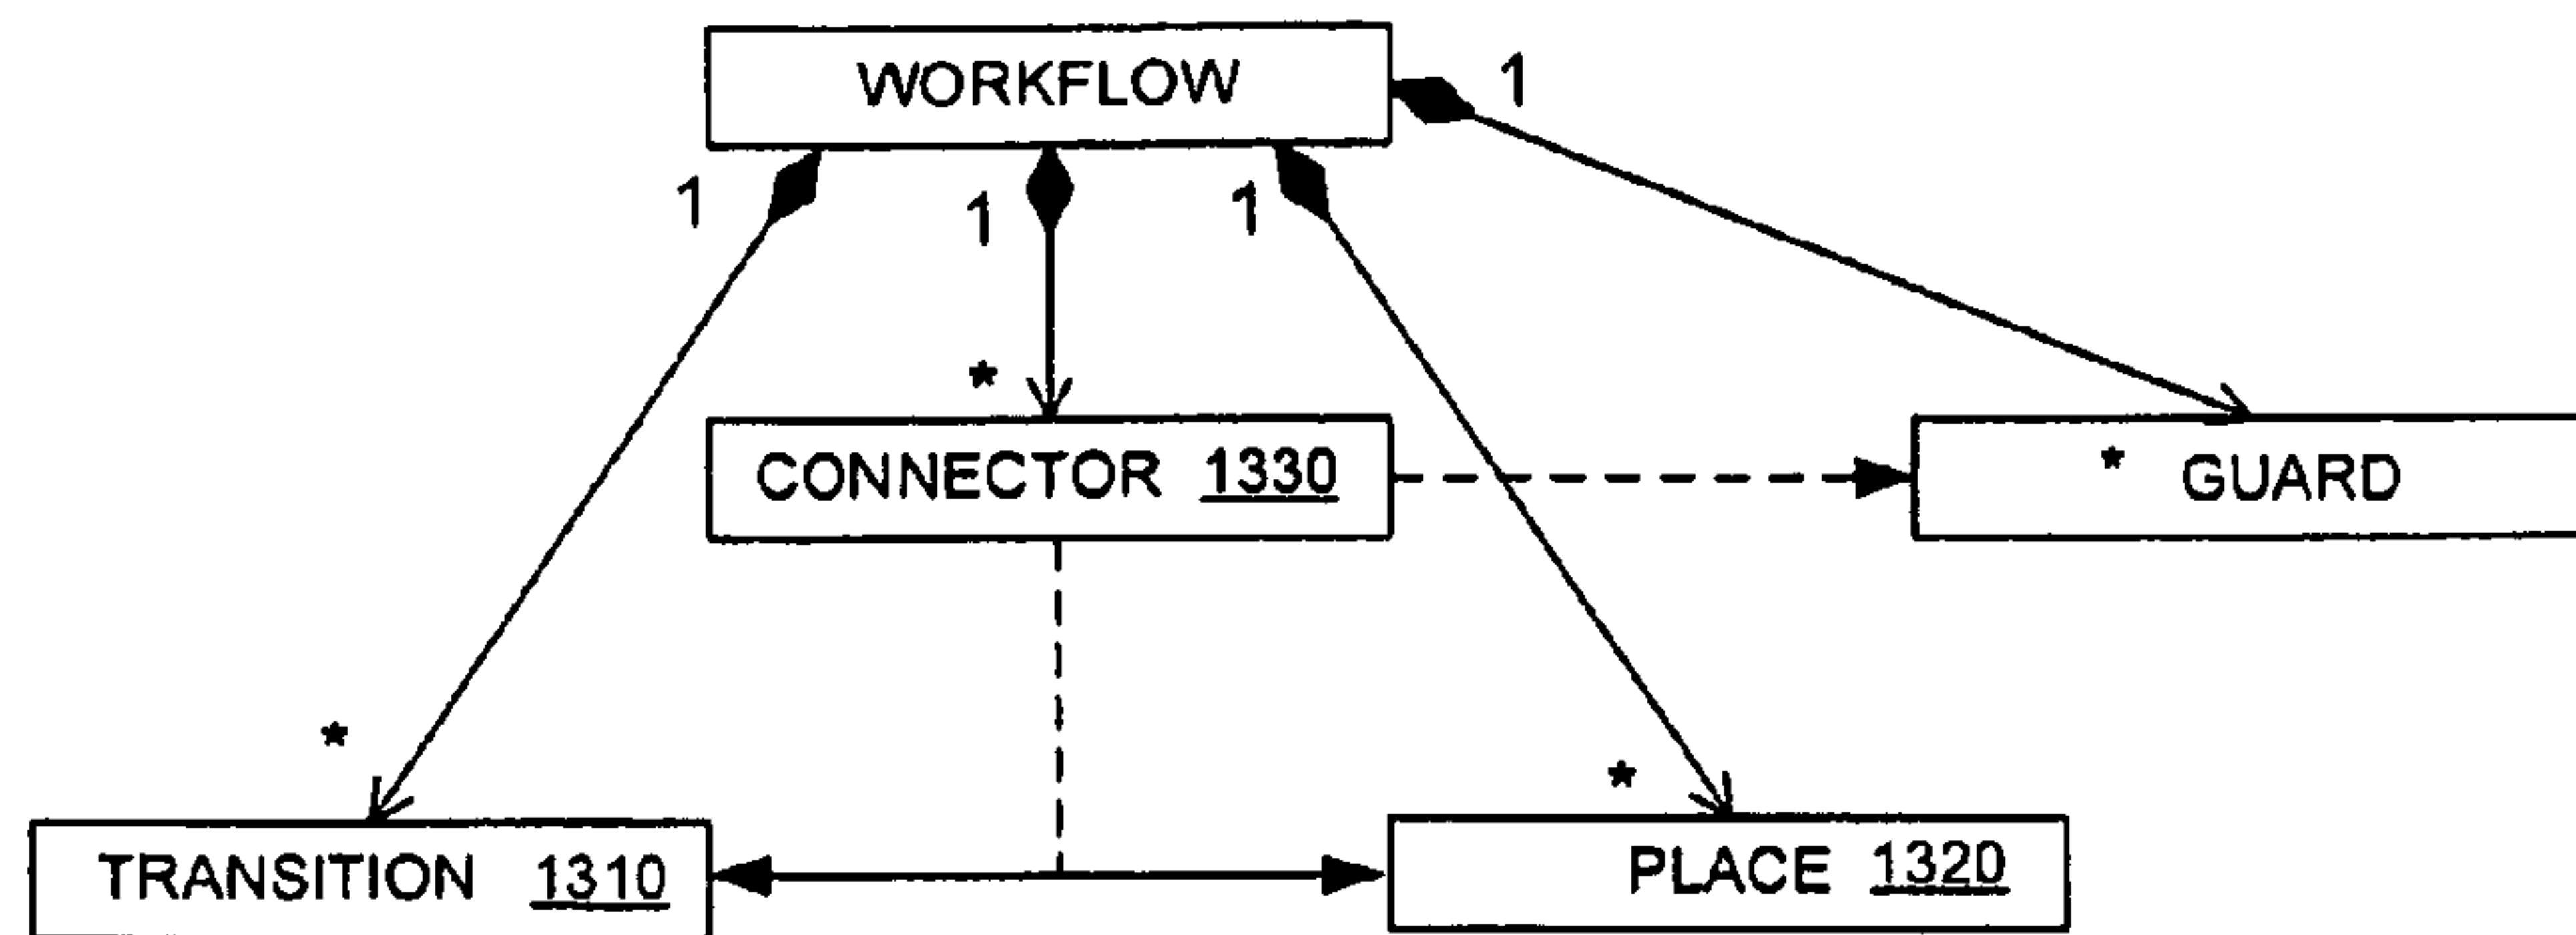 WORKFLOW
1
1
1
1
*
CONNECTOR 1330
* GUARD
*
*
TRANSITION 1310
PLACE 1320